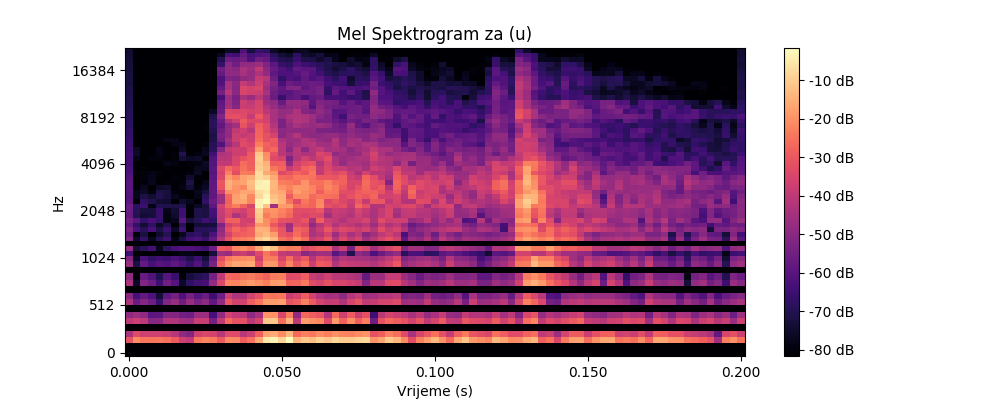 Mel Spektrogram za (u)
16384
8192
4096
2048
1024
512
0
Hz
0.000
0.050
0.100
0.150
0.200
Vrijeme (s)
-10 dB
-20 dB
-30 dB
-40 dB
-50 dB
-60 dB
-70 dB
-80 dB